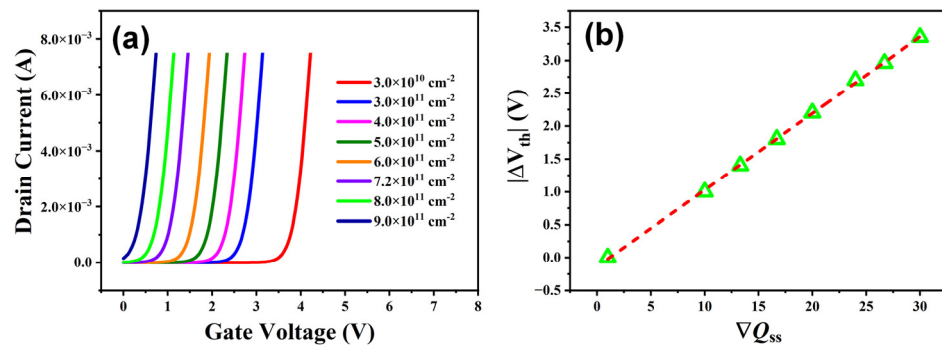 (a)
8.0×10⁻³
6.0×10⁻³
4.0×10⁻³
2.0×10⁻³
0.0
Drain Current (A)
3.0×10¹⁰ cm⁻²
3.0×10¹¹ cm⁻²
4.0×10¹¹ cm⁻²
5.0×10¹¹ cm⁻²
6.0×10¹¹ cm⁻²
7.2×10¹¹ cm⁻²
8.0×10¹¹ cm⁻²
9.0×10¹¹ cm⁻²
0 1 2 3 4 5 6 7 8
Gate Voltage (V)
(b)
3.5
3.0
2.5
2.0
1.5
1.0
0.5
0.0
−0.5
|ΔVth| (V)
0 5 10 15 20 25 30
∇Qss